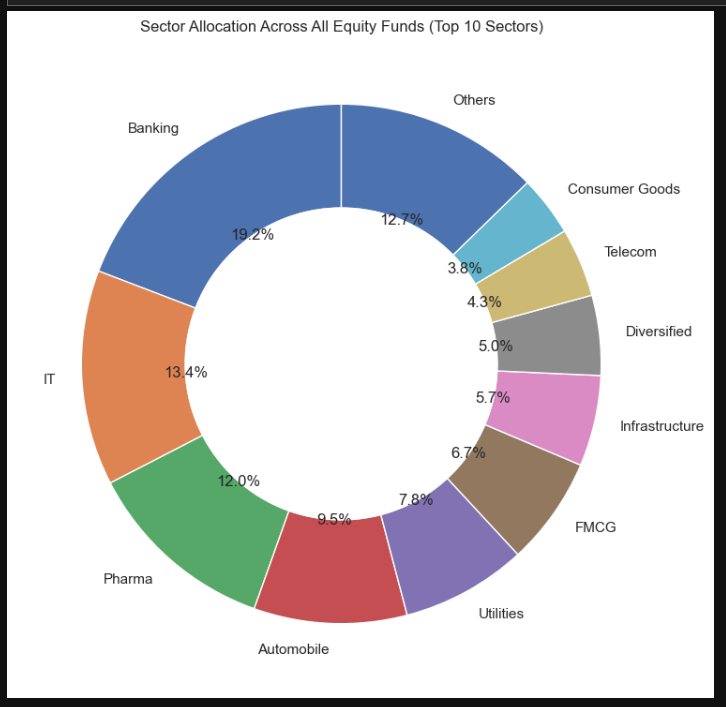 Sector Allocation Across All Equity Funds (Top 10 Sectors)
Others
Banking
Consumer Goods
12.7%
19.2%
Telecom
3.8%
4.3%
Diversified
5.0%
13.4%
IT
5.7%
Infrastructure
6.7%
12.0%
7.8%
9.5%
FMCG
Pharma
Utilities
Automobile